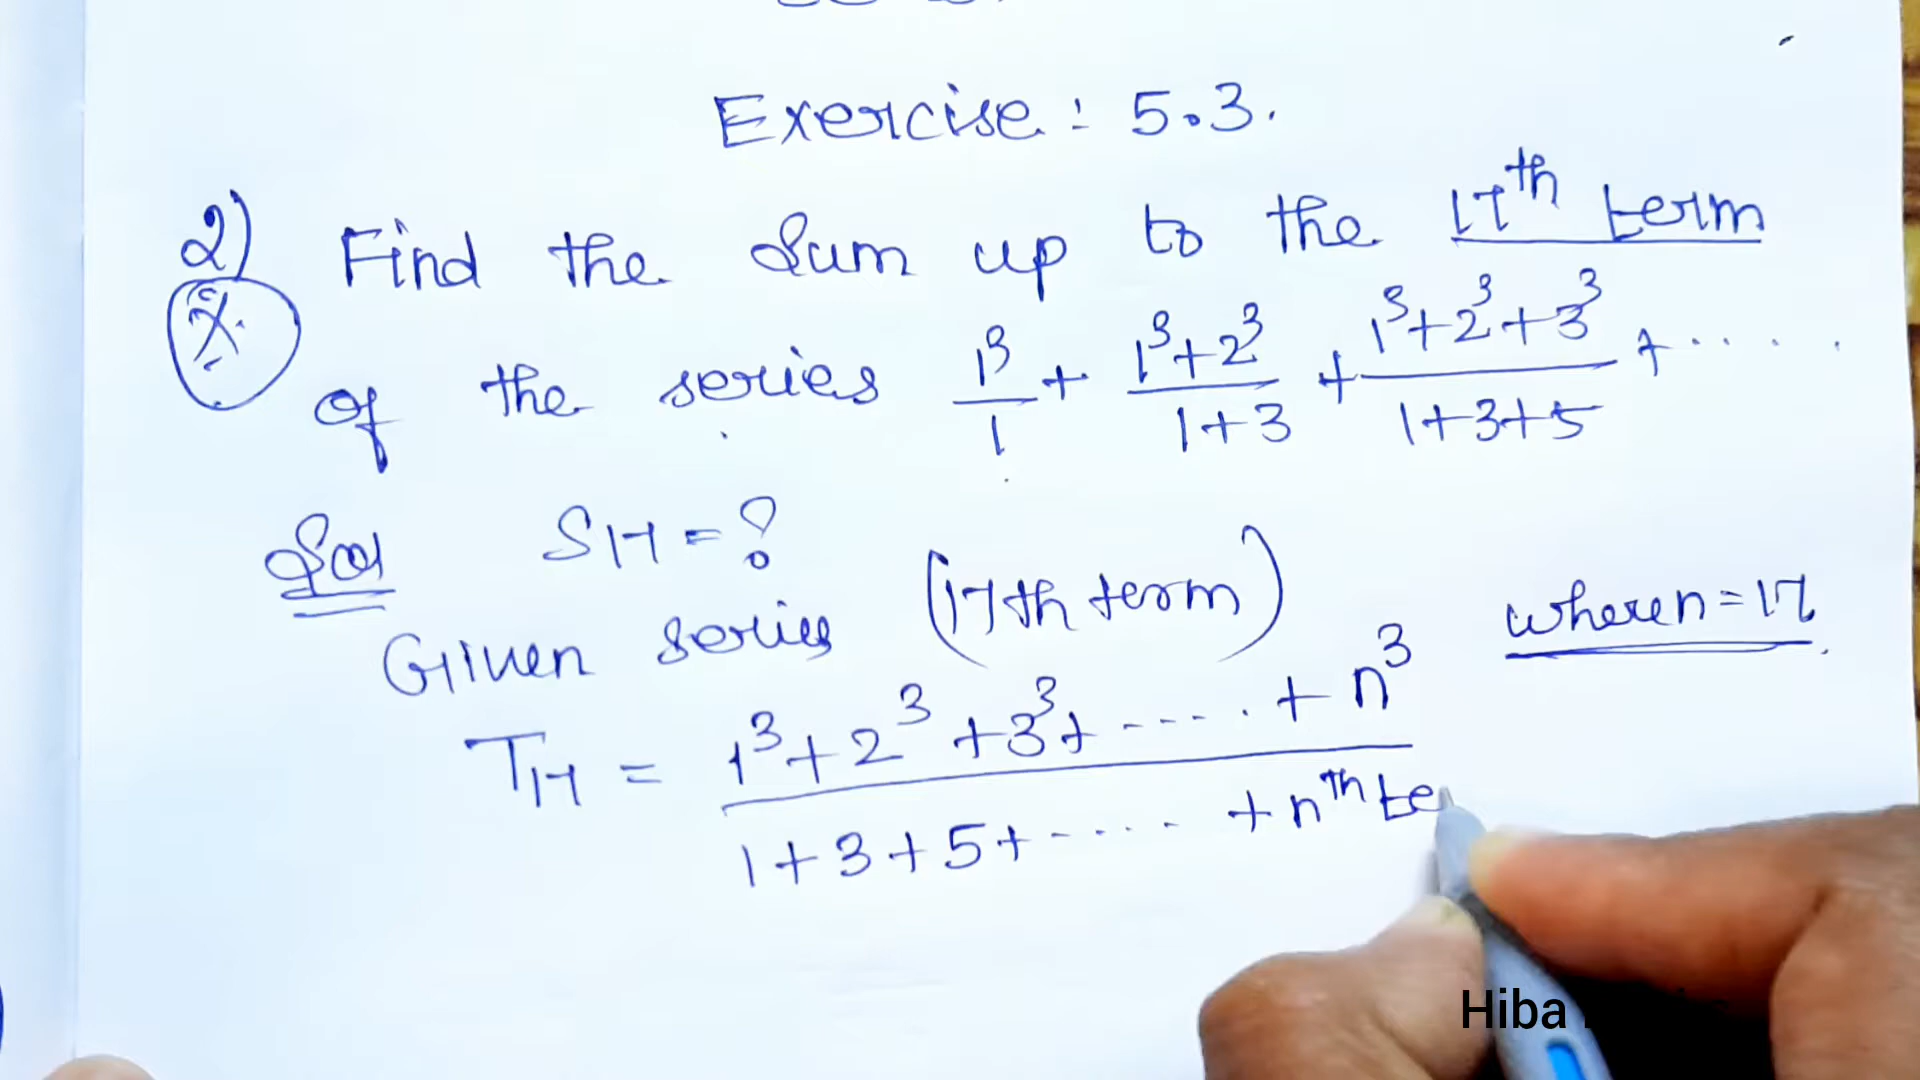 Exercise : 5.3.
2) Find the Sum up to the 17th term
of the series 1³/1 + 1³+2³/1+3 + 1³+2³+3³/1+3+5 + .....
Sol S17 = ?
Given series (17th term) where n = 17
T17 = 1³+2³+3³+ ..... + n³
1+3+5+ ..... + nth te
Hiba